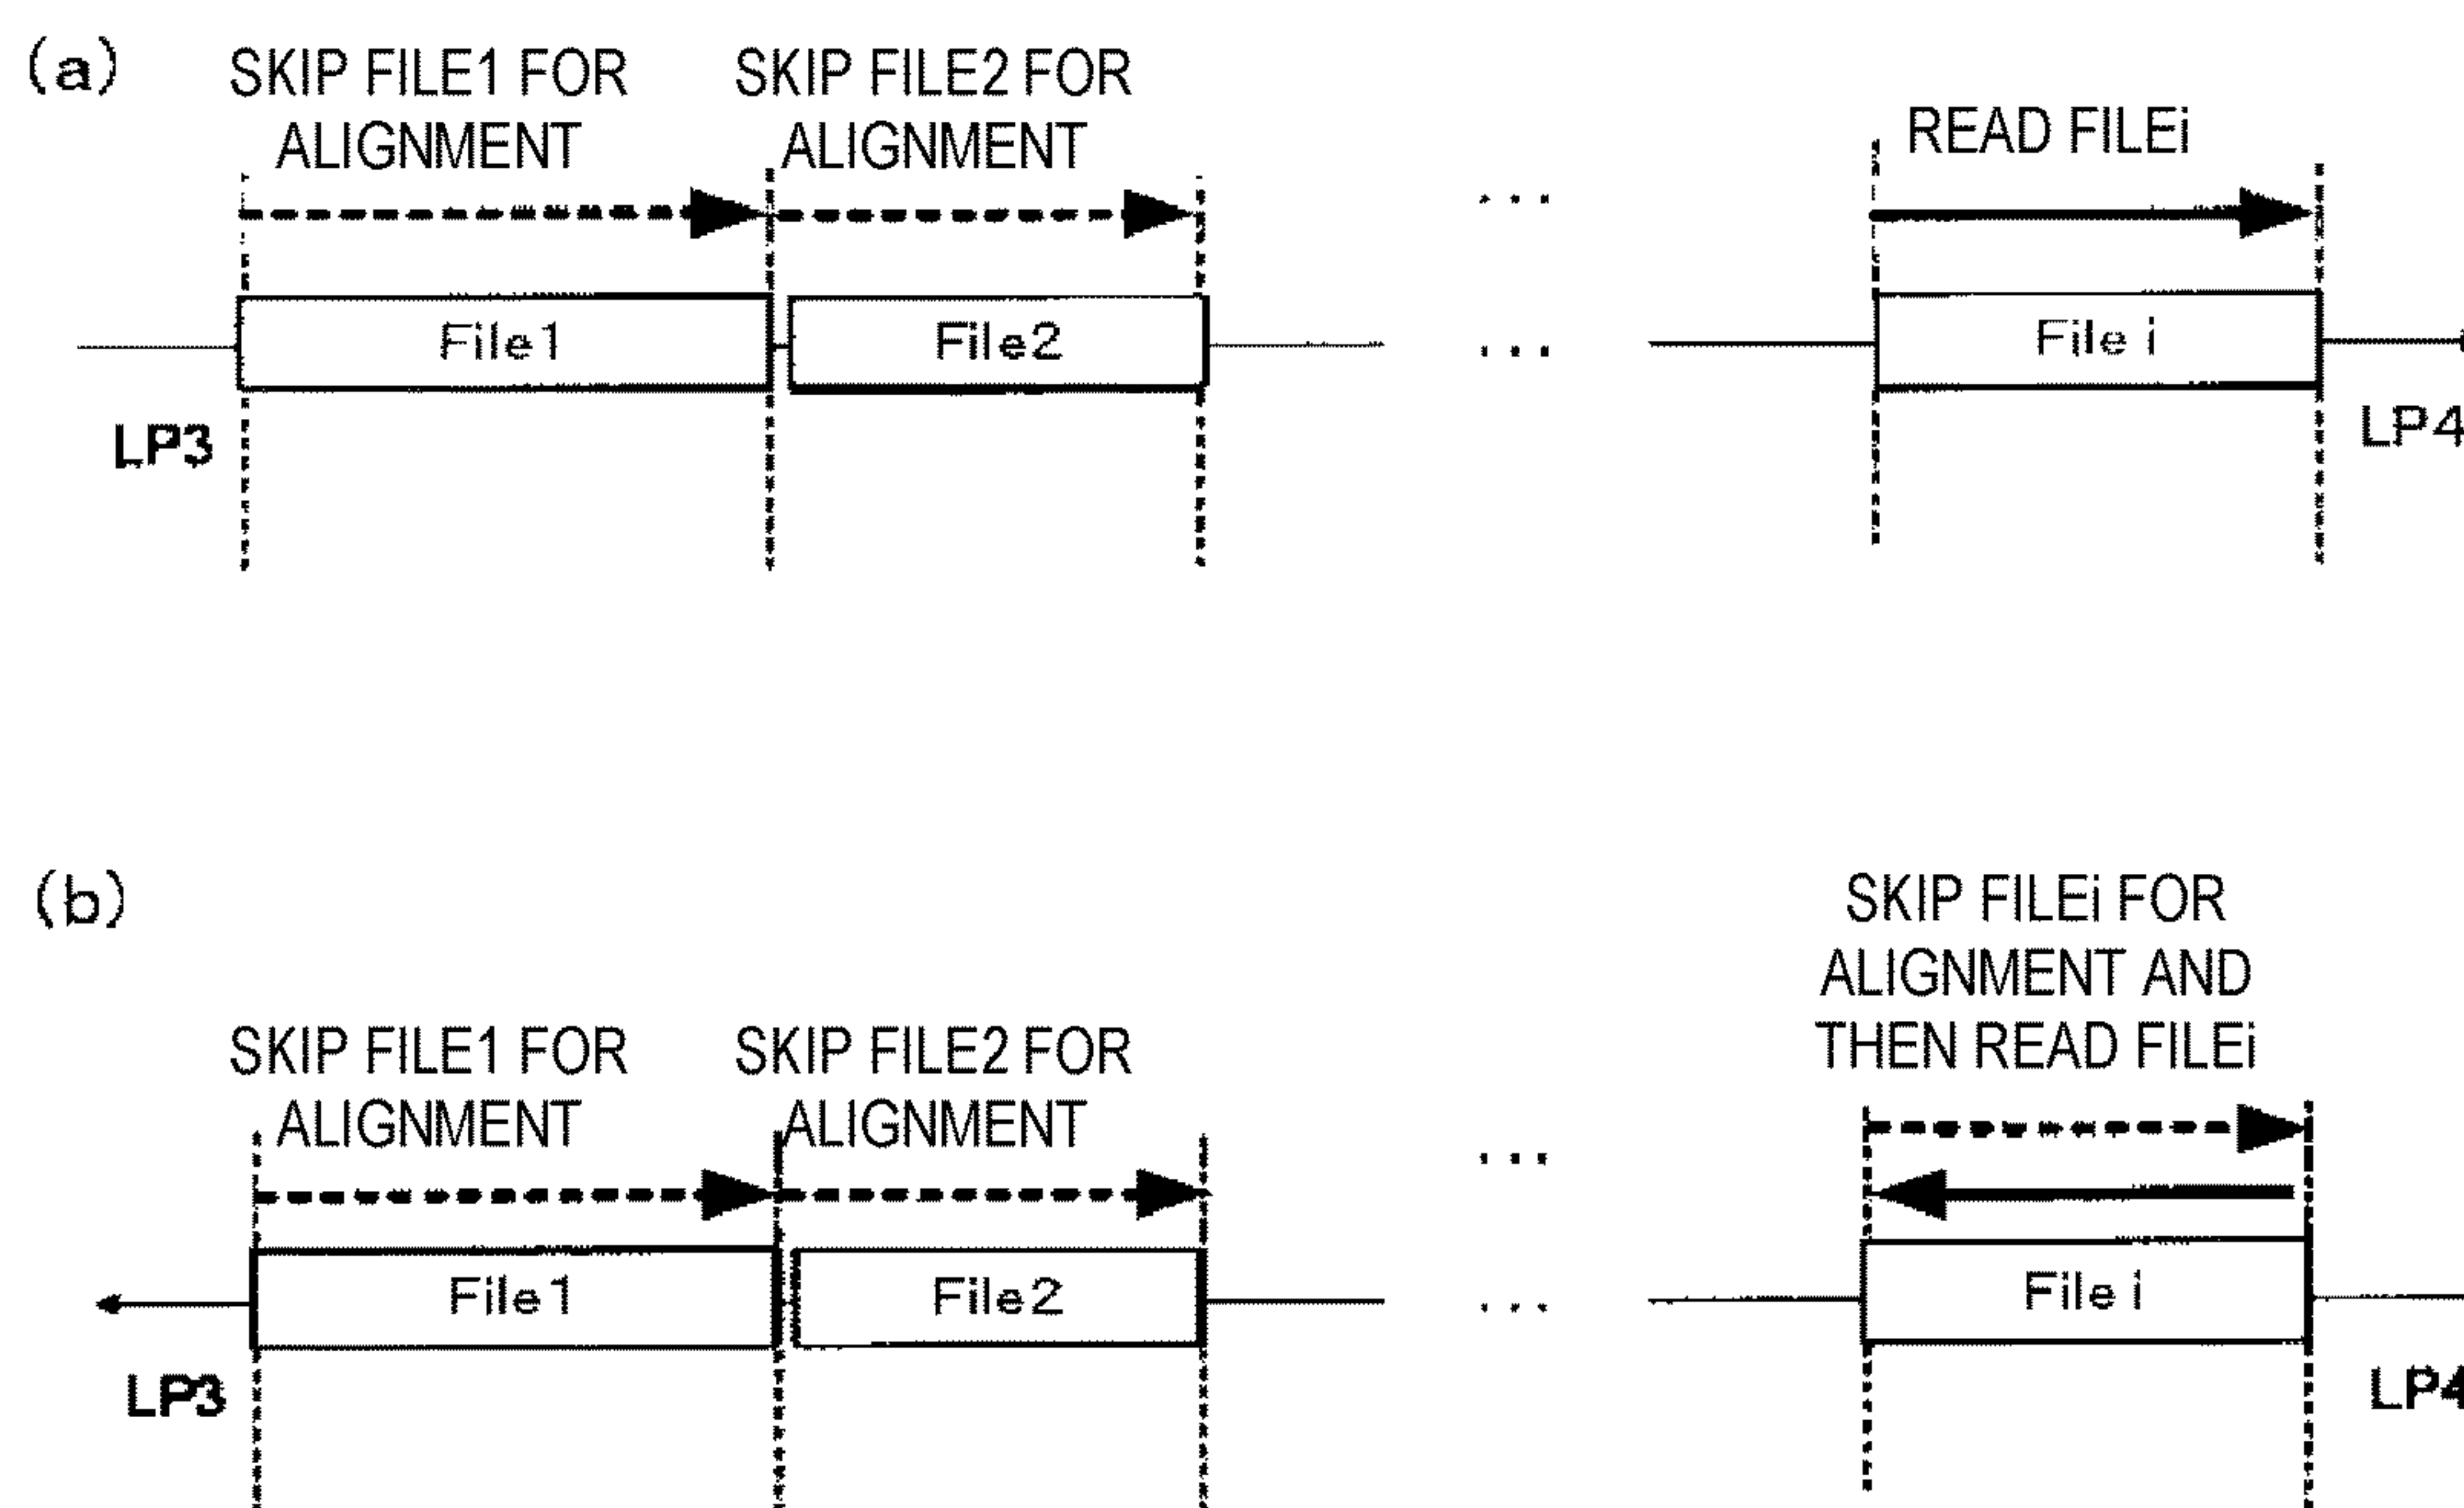 (a)
SKIP FILE1 FOR
ALIGNMENT
SKIP FILE2 FOR
ALIGNMENT
READ FILEi
...
File1
File2
...
File i
LP3
LP4
(b)
SKIP FILEi FOR
ALIGNMENT AND
THEN READ FILEi
SKIP FILE1 FOR
ALIGNMENT
SKIP FILE2 FOR
ALIGNMENT
...
File1
File2
...
File i
LP3
LP4